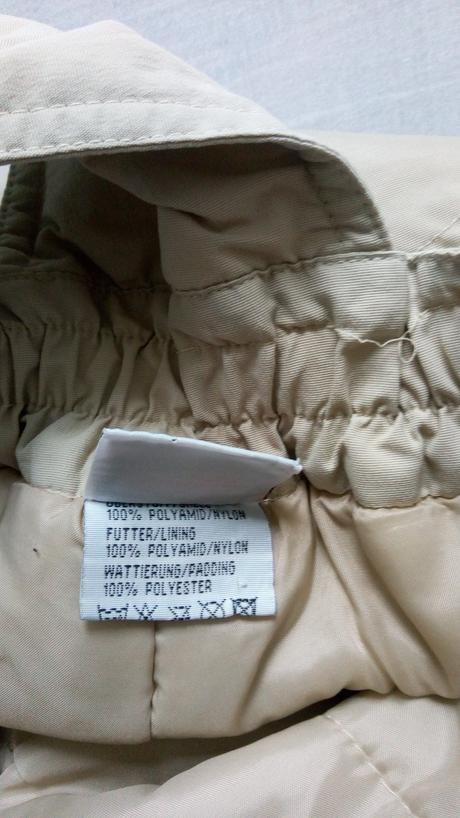 100% POLYAMID/NYLON
FUTTER/LINING
100% POLYAMID/NYLON
WATTIERUNG/PADDING
100% POLYESTER